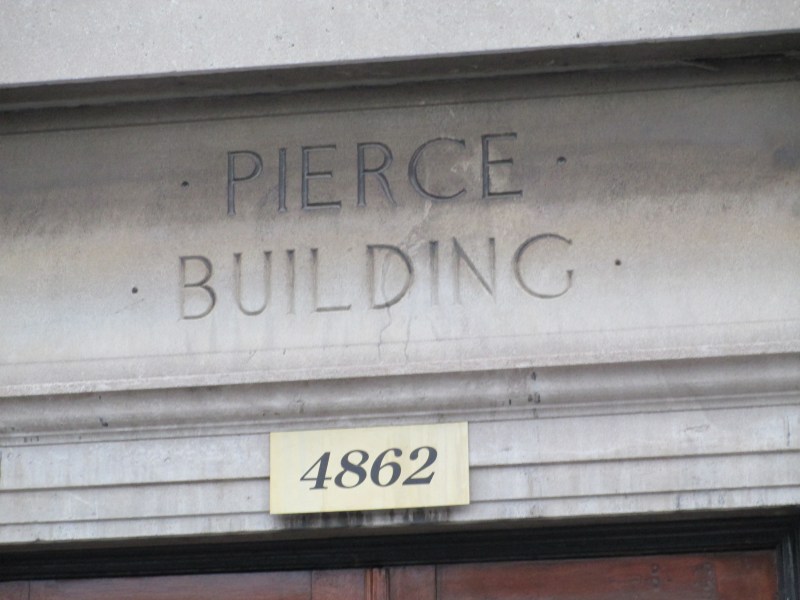 · PIERCE ·
· BUILDING ·
4862